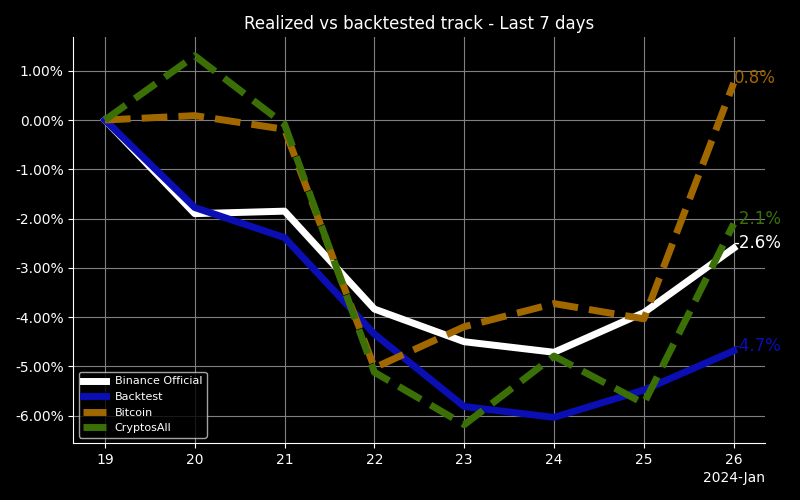 Realized vs backtested track - Last 7 days
1.00%
0.00%
-1.00%
-2.00%
-3.00%
-4.00%
-5.00%
-6.00%
0.8%
-2.1%
-2.6%
-4.7%
Binance Official
Backtest
Bitcoin
CryptosAll
19 20 21 22 23 24 25 26
2024-Jan